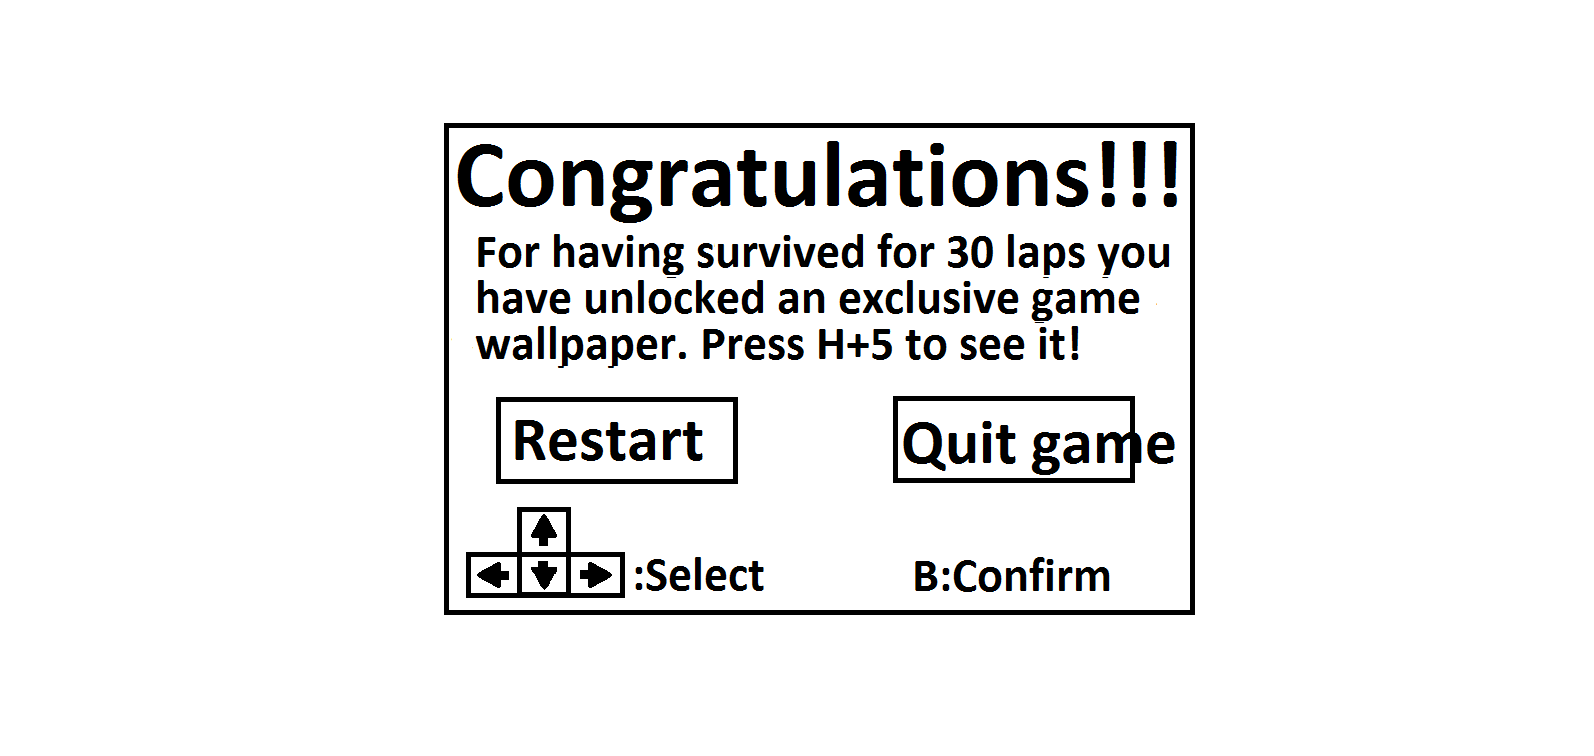 Congratulations!!!
For having survived for 30 laps you
have unlocked an exclusive game
wallpaper. Press H+5 to see it!
Restart
Quit game
:Select
B:Confirm